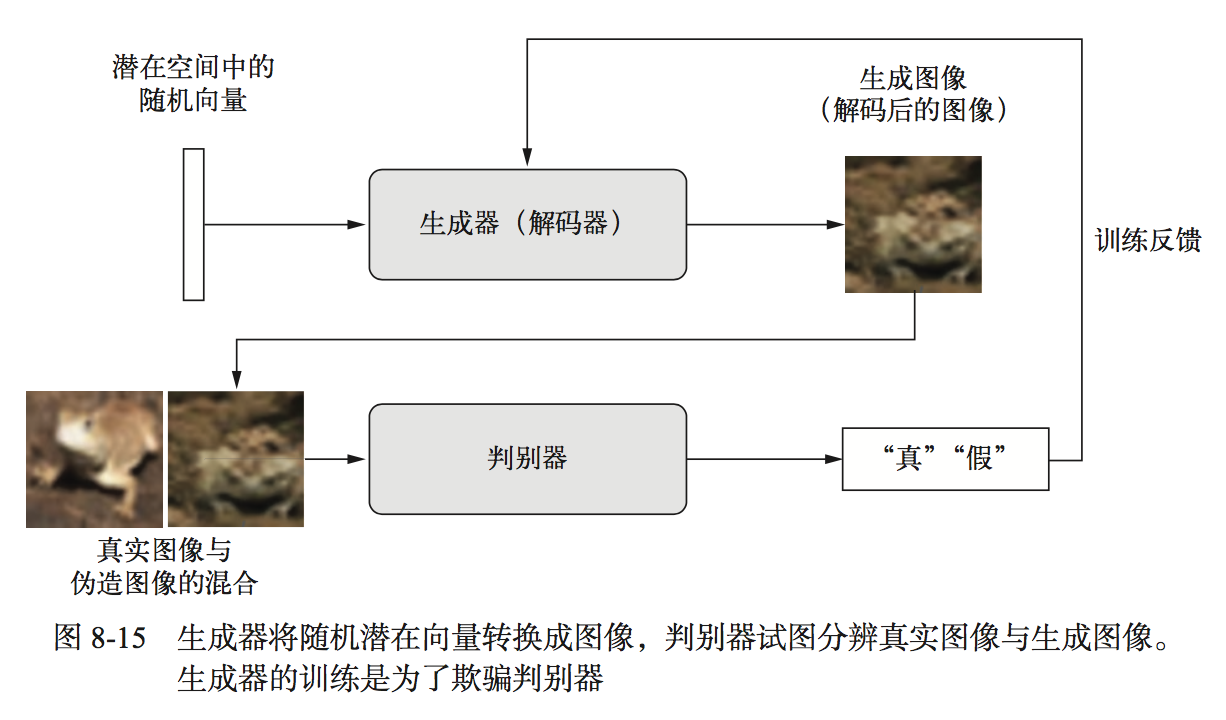 潜在空间中的
随机向量
生成图像
（解码后的图像）
生成器（解码器）
训练反馈
判别器
“真”“假”
真实图像与
伪造图像的混合
图 8-15 生成器将随机潜在向量转换成图像，判别器试图分辨真实图像与生成图像。
生成器的训练是为了欺骗判别器